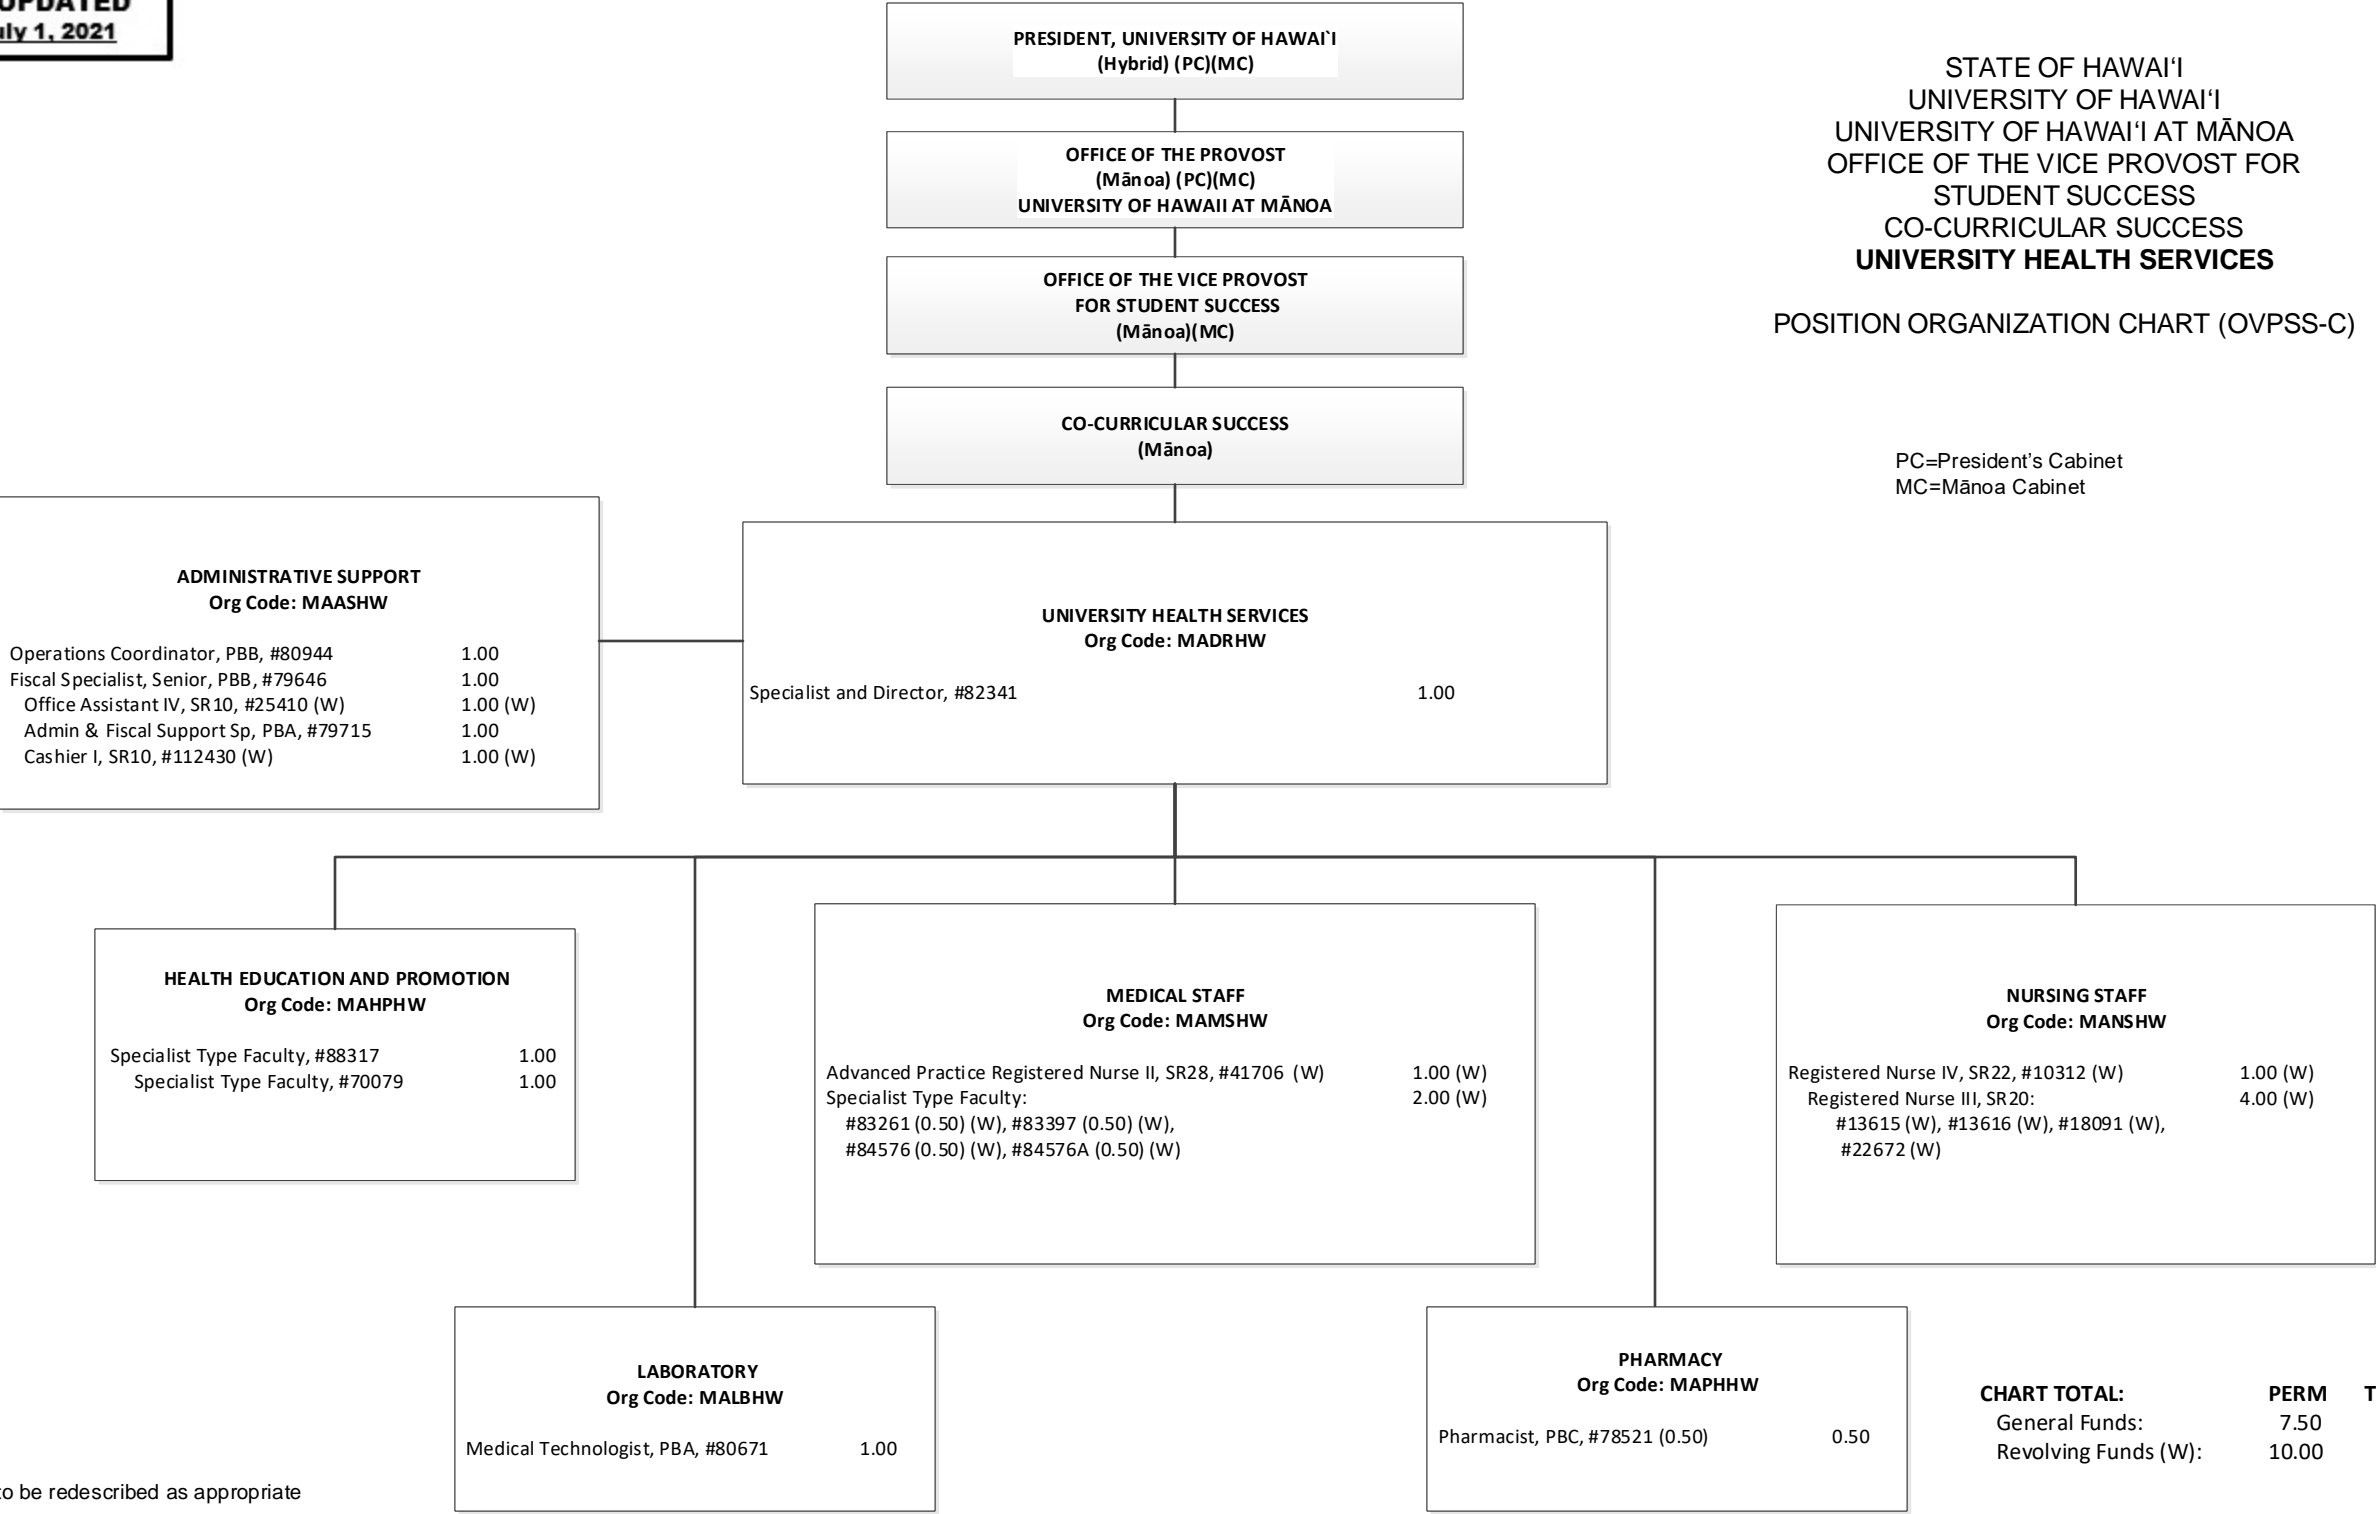 UPDATED
July 1, 2021
PRESIDENT, UNIVERSITY OF HAWAI`I
(Hybrid) (PC)(MC)
OFFICE OF THE PROVOST
(Mānoa) (PC)(MC)
UNIVERSITY OF HAWAII AT MĀNOA
OFFICE OF THE VICE PROVOST
FOR STUDENT SUCCESS
(Mānoa)(MC)
CO-CURRICULAR SUCCESS
(Mānoa)
STATE OF HAWAI‘I
UNIVERSITY OF HAWAI‘I
UNIVERSITY OF HAWAI‘I AT MĀNOA
OFFICE OF THE VICE PROVOST FOR
STUDENT SUCCESS
CO-CURRICULAR SUCCESS
UNIVERSITY HEALTH SERVICES
POSITION ORGANIZATION CHART (OVPSS-C)
PC=President’s Cabinet
MC=Mānoa Cabinet
ADMINISTRATIVE SUPPORT
Org Code: MAASHW
Operations Coordinator, PBB, #80944 1.00
Fiscal Specialist, Senior, PBB, #79646 1.00
Office Assistant IV, SR10, #25410 (W) 1.00 (W)
Admin & Fiscal Support Sp, PBA, #79715 1.00
Cashier I, SR10, #112430 (W) 1.00 (W)
UNIVERSITY HEALTH SERVICES
Org Code: MADRHW
Specialist and Director, #82341 1.00
HEALTH EDUCATION AND PROMOTION
Org Code: MAHPHW
Specialist Type Faculty, #88317 1.00
Specialist Type Faculty, #70079 1.00
MEDICAL STAFF
Org Code: MAMSHW
Advanced Practice Registered Nurse II, SR28, #41706 (W) 1.00 (W)
Specialist Type Faculty: 2.00 (W)
#83261 (0.50) (W), #83397 (0.50) (W),
#84576 (0.50) (W), #84576A (0.50) (W)
NURSING STAFF
Org Code: MANSHW
Registered Nurse IV, SR22, #10312 (W) 1.00 (W)
Registered Nurse III, SR20: 4.00 (W)
#13615 (W), #13616 (W), #18091 (W),
#22672 (W)
LABORATORY
Org Code: MALBHW
Medical Technologist, PBA, #80671 1.00
PHARMACY
Org Code: MAPHHW
Pharmacist, PBC, #78521 (0.50) 0.50
CHART TOTAL: PERM T
General Funds: 7.50
Revolving Funds (W): 10.00
to be redescribed as appropriate